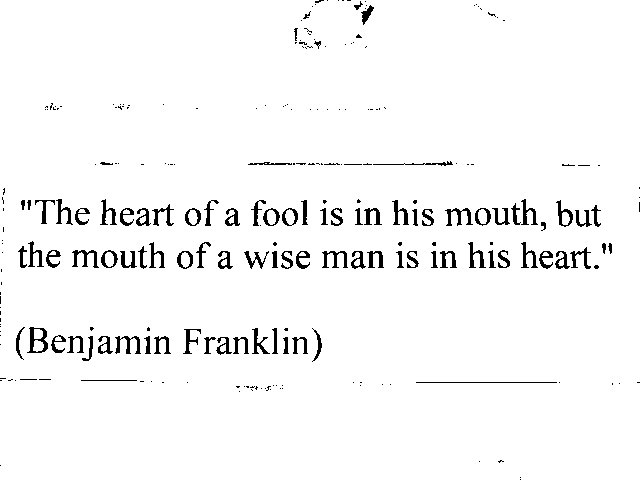 "The heart of a fool is in his mouth, but
the mouth of a wise man is in his heart."
(Benjamin Franklin)